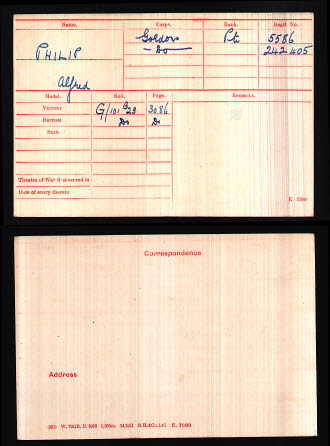 Name. Corps. Rank. Regtl. No.
PHILIP Gordons Pte 5586
— Do — 242405
Alfred
Medal. Roll. Page. Remarks.
Victory G/101 B23 3086
British Do Do
Star
Theatre of War first served in
Date of entry therein
K 1380
Correspondence
Address